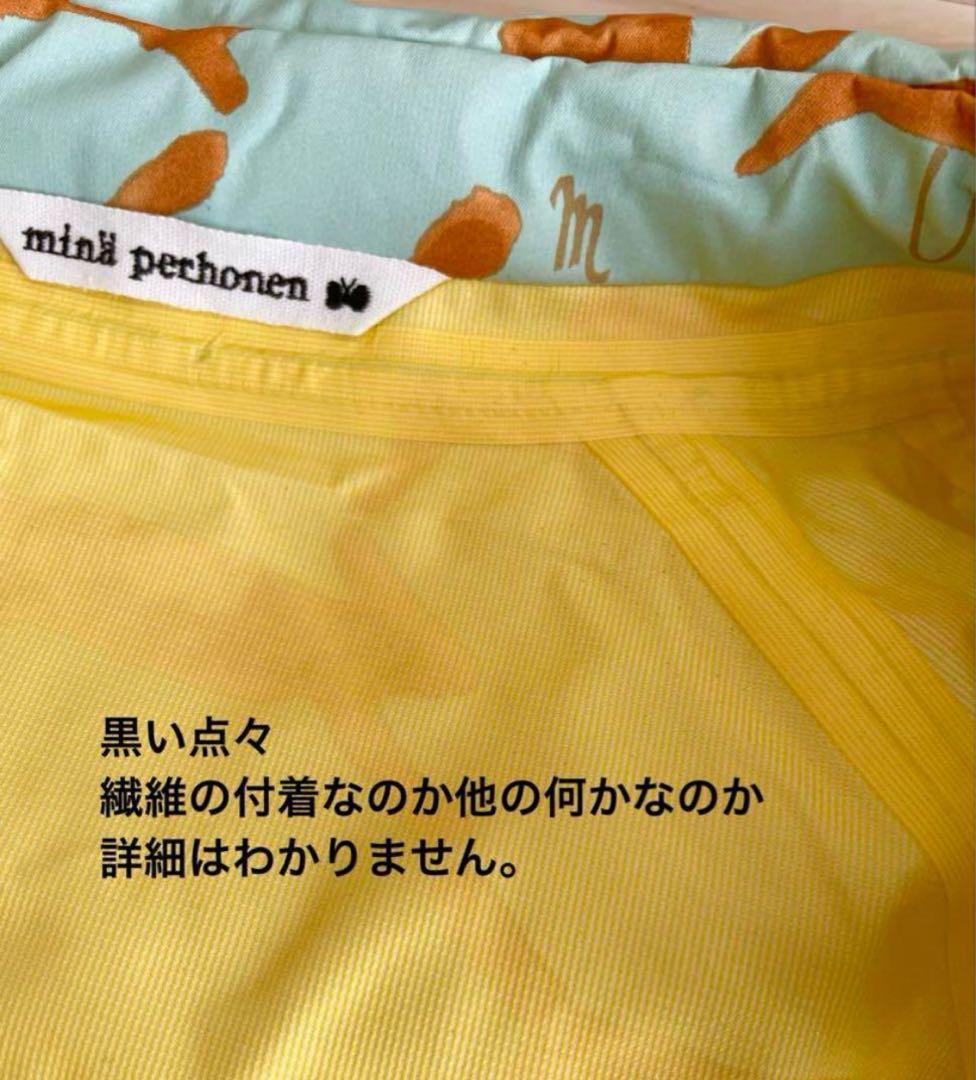 m
minä perhonen
黒い点々
繊維の付着なのか他の何かなのか
詳細はわかりません。